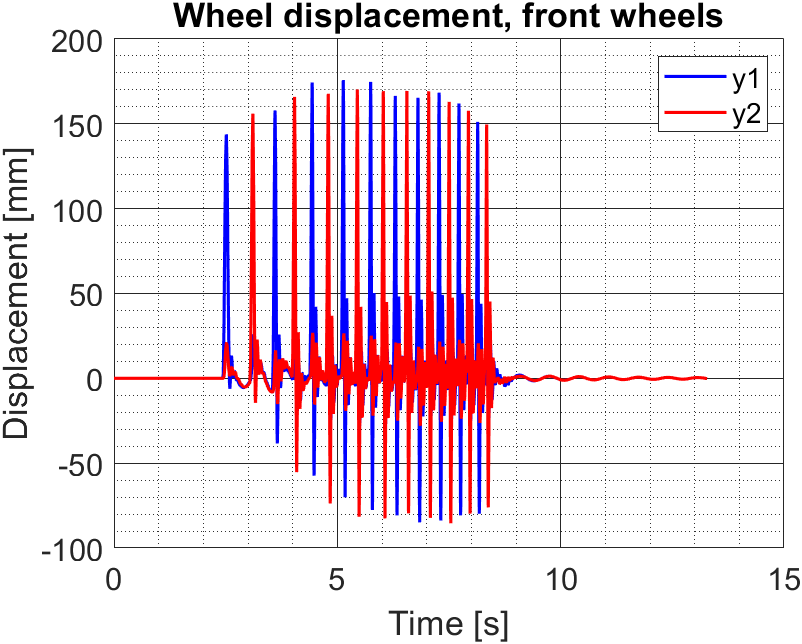 Wheel displacement, front wheels
200
150
100
50
0
-50
-100
Displacement [mm]
y1
y2
0
5
10
15
Time [s]